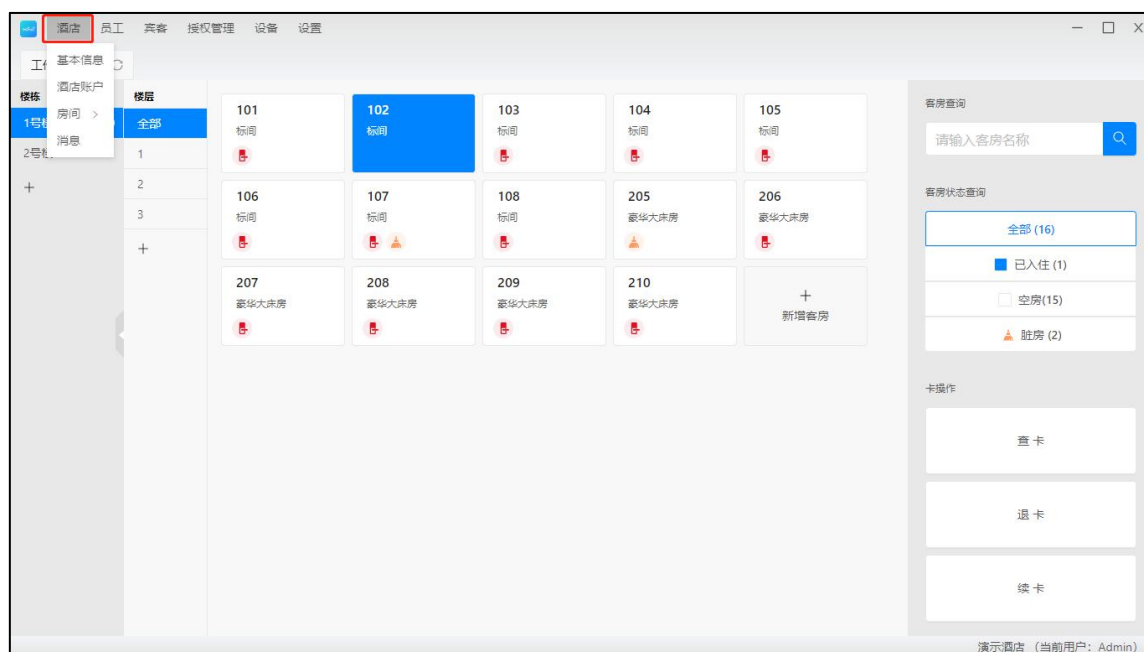 酒店 员工 宾客 授权管理 设备 设置
基本信息
酒店账户
房间
消息
楼栋
楼层
全部
1
2
3
101
标间
102
标间
103
标间
104
标间
105
标间
106
标间
107
标间
108
标间
205
豪华大床房
206
豪华大床房
207
豪华大床房
208
豪华大床房
209
豪华大床房
210
豪华大床房
新增客房
客房查询
请输入客房名称
客房状态查询
全部 (16)
已入住 (1)
空房(15)
脏房 (2)
卡操作
查卡
退卡
续卡
演示酒店 (当前用户: Admin)